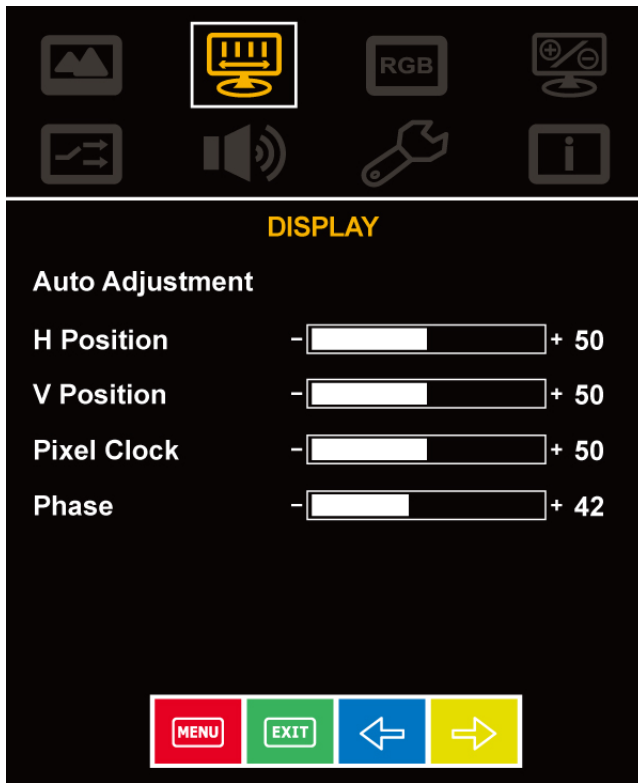 RGB
DISPLAY
Auto Adjustment
H Position - + 50
V Position - + 50
Pixel Clock - + 50
Phase - + 42
MENU EXIT